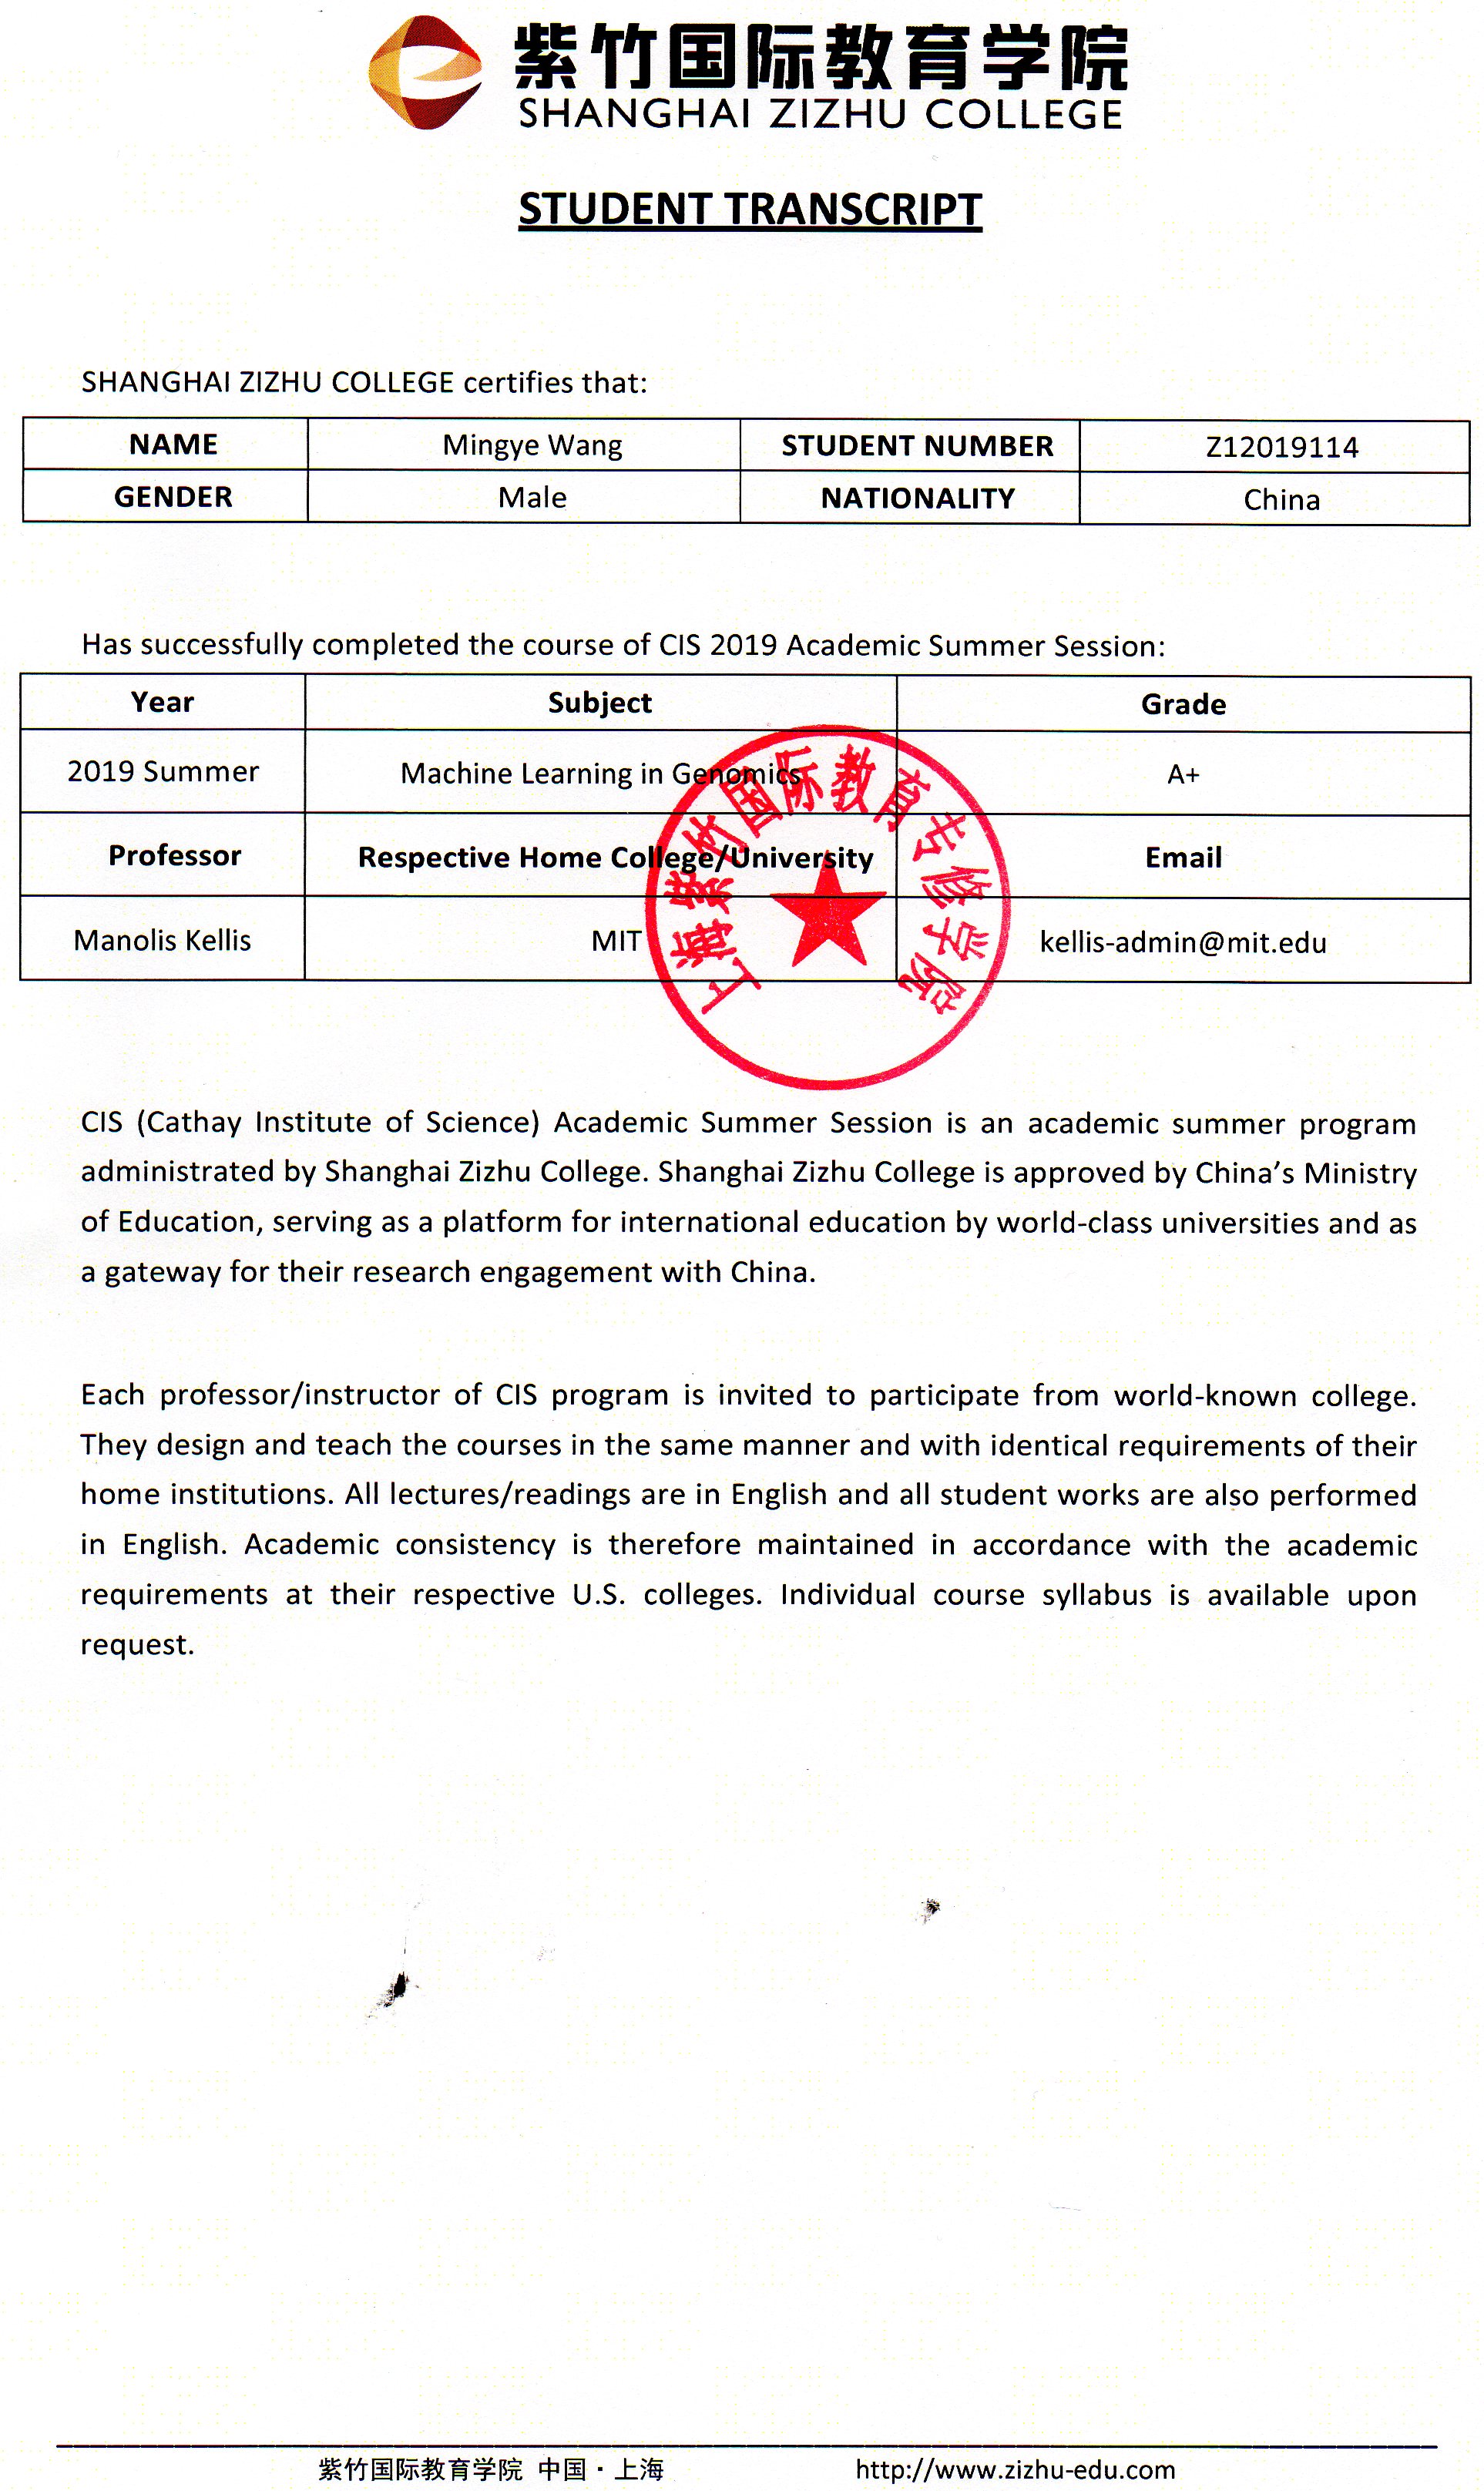 紫竹国际教育学院
SHANGHAI ZIZHU COLLEGE
STUDENT TRANSCRIPT
SHANGHAI ZIZHU COLLEGE certifies that:
NAME Mingye Wang STUDENT NUMBER Z12019114
GENDER Male NATIONALITY China
Has successfully completed the course of CIS 2019 Academic Summer Session:
Year Subject Grade
2019 Summer Machine Learning in Genomics A+
Professor Respective Home College/University Email
Manolis Kellis MIT kellis-admin@mit.edu
上海紫竹国际教育专修学院
CIS (Cathay Institute of Science) Academic Summer Session is an academic summer program
administrated by Shanghai Zizhu College. Shanghai Zizhu College is approved by China’s Ministry
of Education, serving as a platform for international education by world-class universities and as
a gateway for their research engagement with China.
Each professor/instructor of CIS program is invited to participate from world-known college.
They design and teach the courses in the same manner and with identical requirements of their
home institutions. All lectures/readings are in English and all student works are also performed
in English. Academic consistency is therefore maintained in accordance with the academic
requirements at their respective U.S. colleges. Individual course syllabus is available upon
request.
紫竹国际教育学院 中国·上海 http://www.zizhu-edu.com